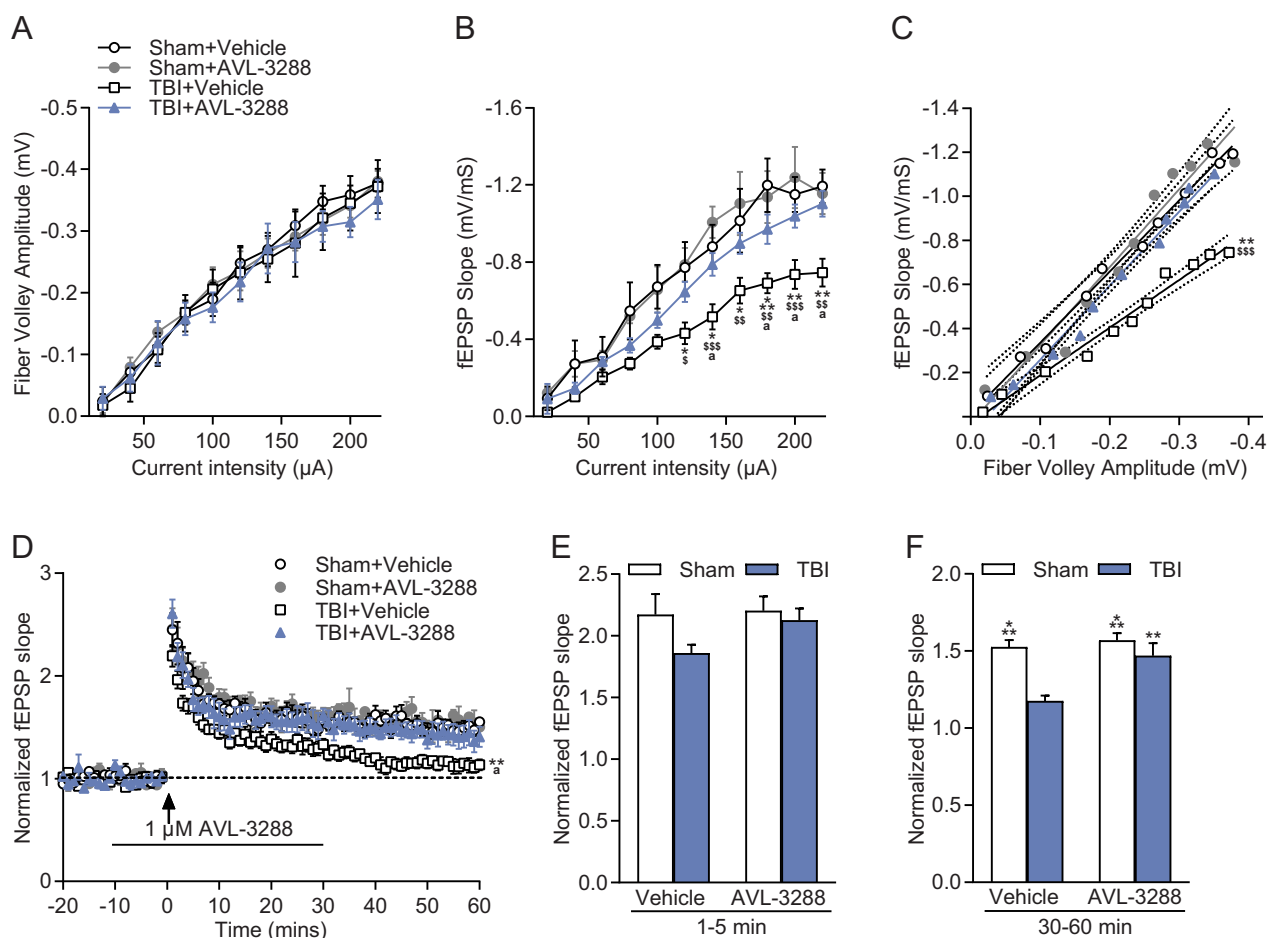 A
Sham+Vehicle
Sham+AVL-3288
TBI+Vehicle
TBI+AVL-3288
-0.5
-0.4
-0.3
-0.2
-0.1
0.0
50 100 150 200
Fiber Volley Amplitude (mV)
Current intensity (µA)
B
-1.6
-1.2
-0.8
-0.4
0.0
50 100 150 200
fEPSP Slope (mV/mS)
Current intensity (µA)
*
$
*
$$$
a
*
$$
*
**
$$
a
**
$$$
a
**
$$
a
C
-1.4
-1.2
-1.0
-0.8
-0.6
-0.4
-0.2
0.0 -0.1 -0.2 -0.3 -0.4
fEPSP Slope (mV/mS)
Fiber Volley Amplitude (mV)
**
$$$
D
Sham+Vehicle
Sham+AVL-3288
TBI+Vehicle
TBI+AVL-3288
3
2
1
0
-20 -10 0 10 20 30 40 50 60
Normalized fEPSP slope
Time (mins)
1 µM AVL-3288
**
a
E
Sham TBI
2.5
2.0
1.5
1.0
0.5
0.0
Normalized fEPSP slope
Vehicle AVL-3288
1-5 min
F
Sham TBI
2.0
1.5
1.0
0.5
0.0
Normalized fEPSP slope
*
**
*
**
**
Vehicle AVL-3288
30-60 min